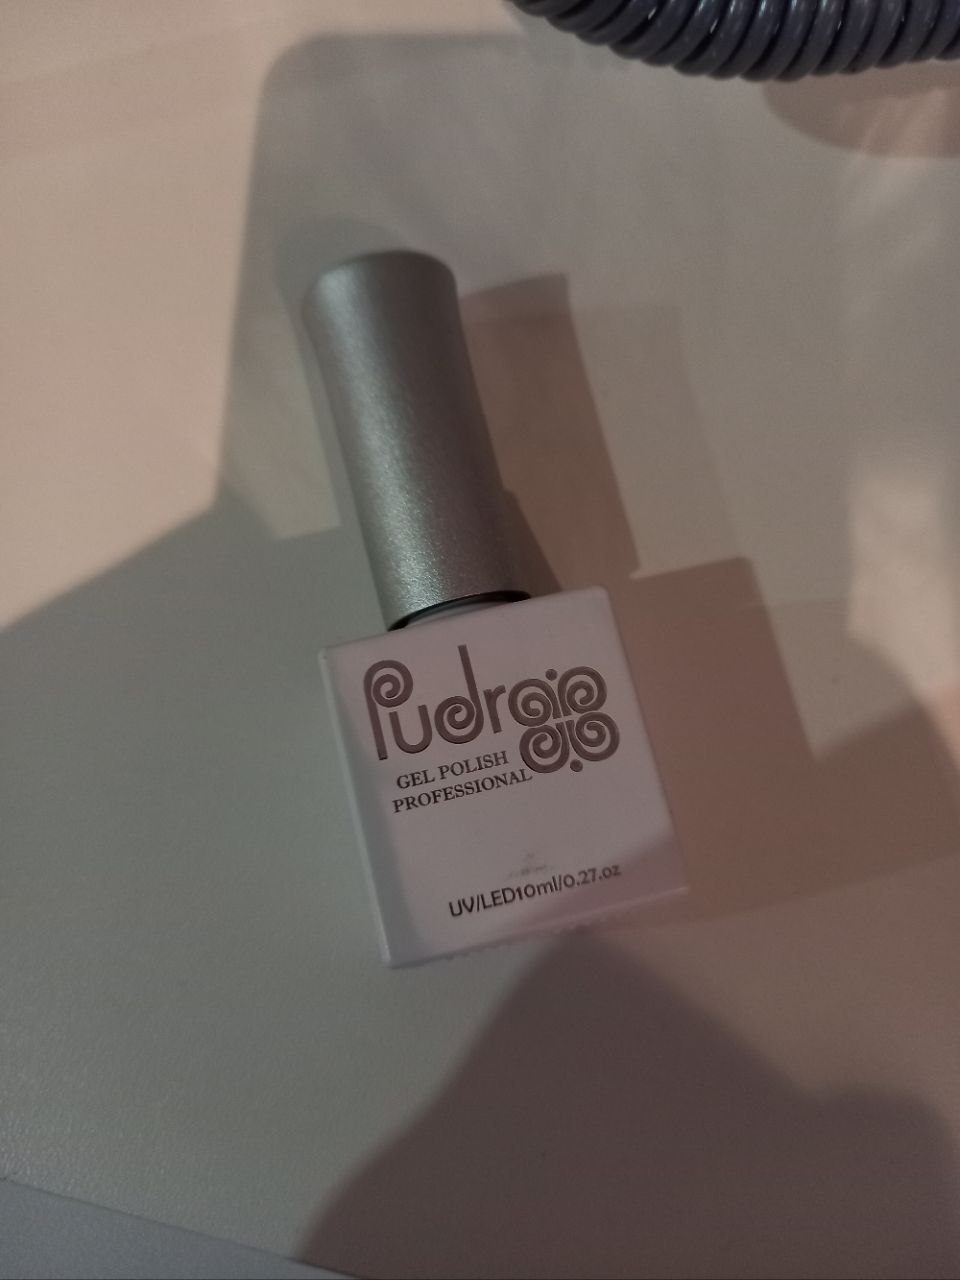 Pudra
GEL POLISH
PROFESSIONAL
UV/LED10ml/0.27.oz